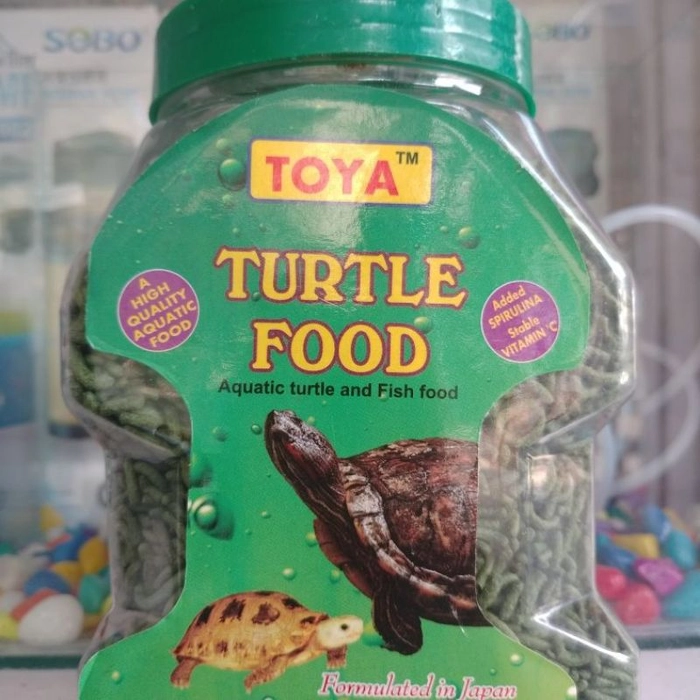 SOBO
TOYA™
TURTLE
FOOD
Aquatic turtle and Fish food
A
HIGH
QUALITY
AQUATIC
FOOD
Added
SPIRULINA
Stable
VITAMIN 'C'
Formulated in Japan